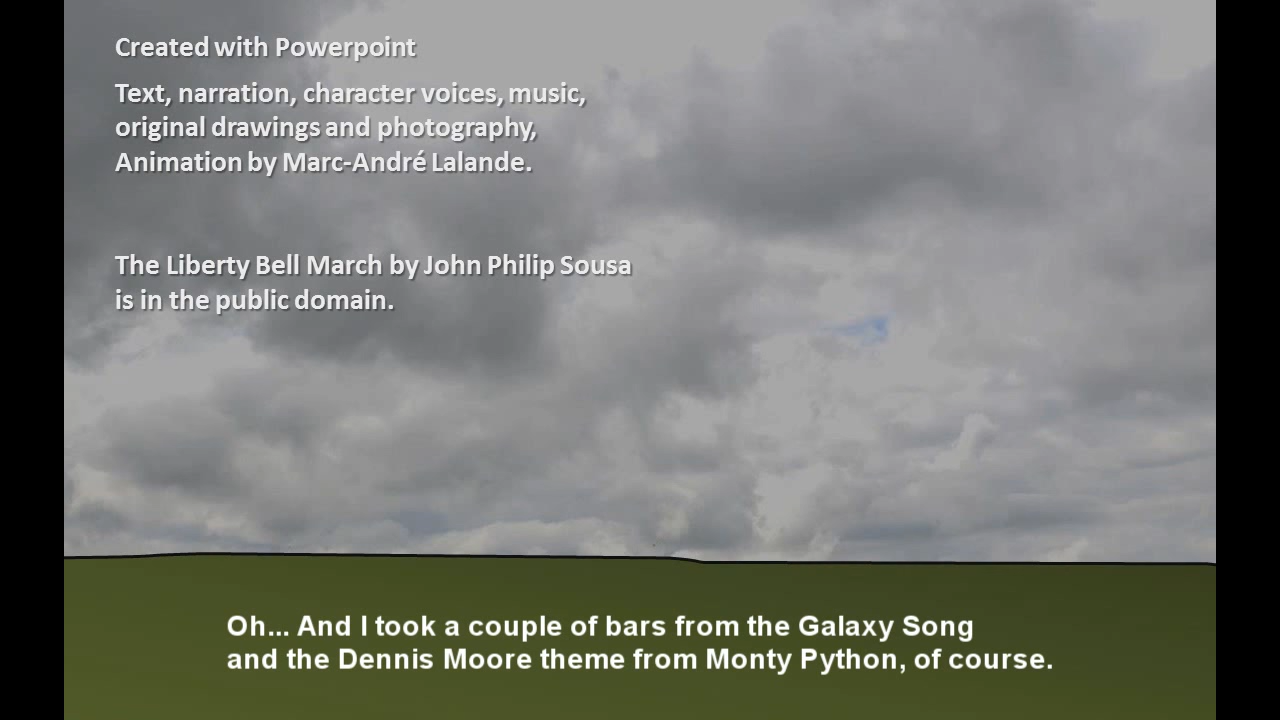 Created with Powerpoint
Text, narration, character voices, music,
original drawings and photography,
Animation by Marc-André Lalande.
The Liberty Bell March by John Philip Sousa
is in the public domain.
Oh... And I took a couple of bars from the Galaxy Song
and the Dennis Moore theme from Monty Python, of course.